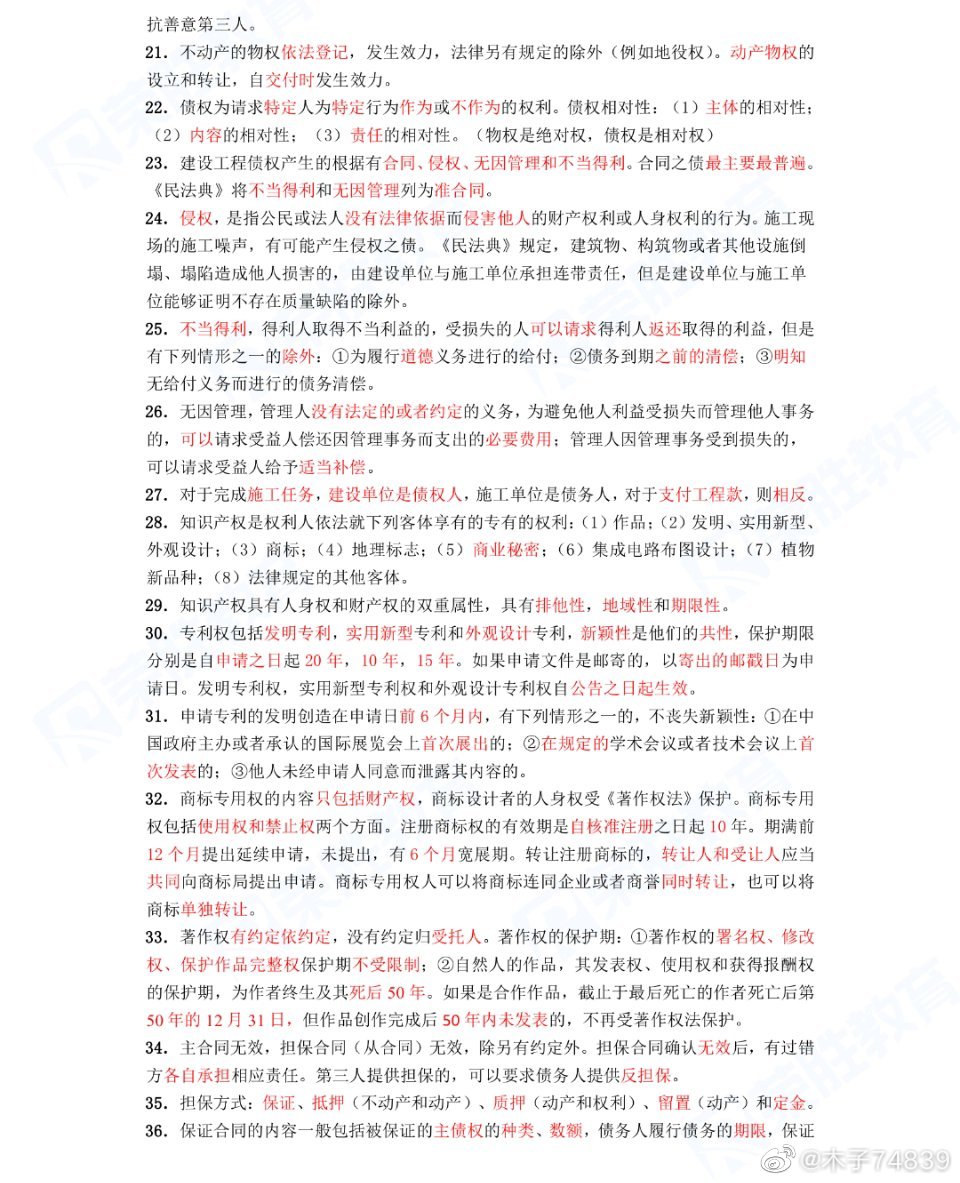 抗善意第三人。
21．不动产的物权依法登记，发生效力，法律另有规定的除外（例如地役权）。动产物权的
设立和转让，自交付时发生效力。
22．债权为请求特定人为特定行为作为或不作为的权利。债权相对性：（1）主体的相对性；
（2）内容的相对性；（3）责任的相对性。（物权是绝对权，债权是相对权）
23．建设工程债权产生的根据有合同、侵权、无因管理和不当得利。合同之债最主要最普遍。
《民法典》将不当得利和无因管理列为准合同。
24．侵权，是指公民或法人没有法律依据而侵害他人的财产权利或人身权利的行为。施工现
场的施工噪声，有可能产生侵权之债。《民法典》规定，建筑物、构筑物或者其他设施倒
塌、塌陷造成他人损害的，由建设单位与施工单位承担连带责任，但是建设单位与施工单
位能够证明不存在质量缺陷的除外。
25．不当得利，得利人取得不当利益的，受损失的人可以请求得利人返还取得的利益，但是
有下列情形之一的除外：①为履行道德义务进行的给付；②债务到期之前的清偿；③明知
无给付义务而进行的债务清偿。
26．无因管理，管理人没有法定的或者约定的义务，为避免他人利益受损失而管理他人事务
的，可以请求受益人偿还因管理事务而支出的必要费用；管理人因管理事务受到损失的，
可以请求受益人给予适当补偿。
27．对于完成施工任务，建设单位是债权人，施工单位是债务人，对于支付工程款，则相反。
28．知识产权是权利人依法就下列客体享有的专有的权利：（1）作品；（2）发明、实用新型、
外观设计；（3）商标；（4）地理标志；（5）商业秘密；（6）集成电路布图设计；（7）植物
新品种；（8）法律规定的其他客体。
29．知识产权具有人身权和财产权的双重属性，具有排他性，地域性和期限性。
30．专利权包括发明专利，实用新型专利和外观设计专利，新颖性是他们的共性，保护期限
分别是自申请之日起 20 年，10 年，15 年。如果申请文件是邮寄的，以寄出的邮戳日为申
请日。发明专利权，实用新型专利权和外观设计专利权自公告之日起生效。
31．申请专利的发明创造在申请日前 6 个月内，有下列情形之一的，不丧失新颖性：①在中
国政府主办或者承认的国际展览会上首次展出的；②在规定的学术会议或者技术会议上首
次发表的；③他人未经申请人同意而泄露其内容的。
32．商标专用权的内容只包括财产权，商标设计者的人身权受《著作权法》保护。商标专用
权包括使用权和禁止权两个方面。注册商标权的有效期是自核准注册之日起 10 年。期满前
12 个月提出延续申请，未提出，有 6 个月宽展期。转让注册商标的，转让人和受让人应当
共同向商标局提出申请。商标专用权人可以将商标连同企业或者商誉同时转让，也可以将
商标单独转让。
33．著作权有约定依约定，没有约定归受托人。著作权的保护期：①著作权的署名权、修改
权、保护作品完整权保护期不受限制；②自然人的作品，其发表权、使用权和获得报酬权
的保护期，为作者终生及其死后 50 年。如果是合作作品，截止于最后死亡的作者死亡后第
50 年的 12 月 31 日，但作品创作完成后 50 年内未发表的，不再受著作权法保护。
34．主合同无效，担保合同（从合同）无效，除另有约定外。担保合同确认无效后，有过错
方各自承担相应责任。第三人提供担保的，可以要求债务人提供反担保。
35．担保方式：保证、抵押（不动产和动产）、质押（动产和权利）、留置（动产）和定金。
36．保证合同的内容一般包括被保证的主债权的种类、数额，债务人履行债务的期限，保证
@木子74839